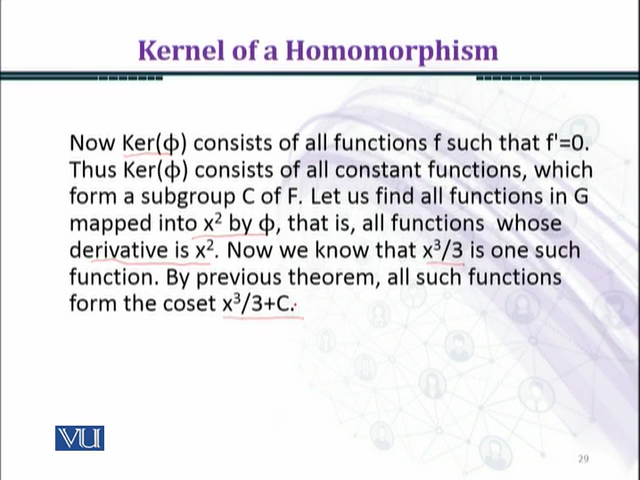 Kernel of a Homomorphism
Now Ker(ϕ) consists of all functions f such that f'=0.
Thus Ker(ϕ) consists of all constant functions, which
form a subgroup C of F. Let us find all functions in G
mapped into x² by ϕ, that is, all functions whose
derivative is x². Now we know that x³/3 is one such
function. By previous theorem, all such functions
form the coset x³/3+C.
VU
29